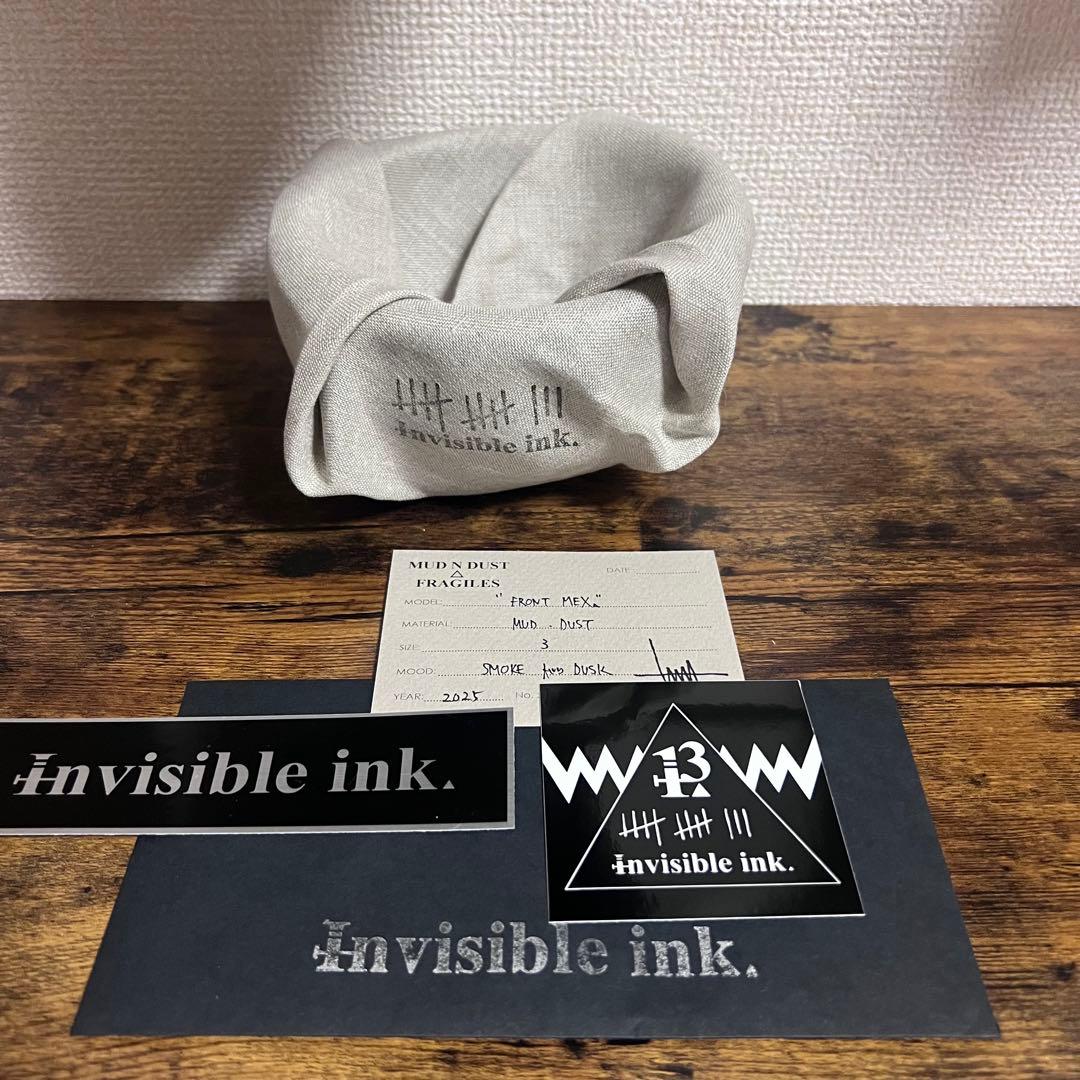 Invisible ink.
MUD N DUST
FRAGILES
DATE:
MODEL: "FRONT MEX."
MATERIAL: MUD . DUST
SIZE: 3
MOOD: SMOKE AND DUSK
YEAR: 2025 No.
Invisible ink.
13
Invisible ink.
Invisible ink.